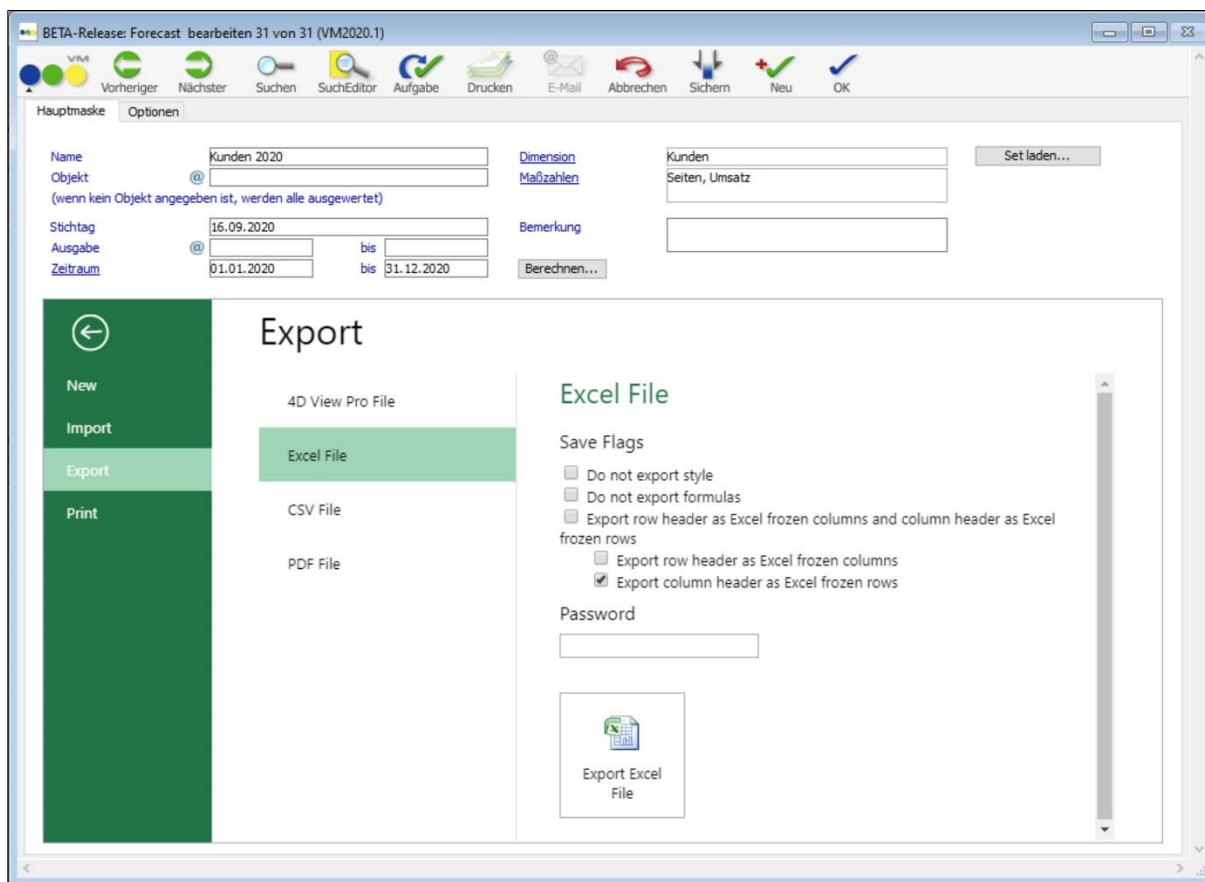 BETA-Release: Forecast bearbeiten 31 von 31 (VM2020.1)
VM
Vorheriger Nächster Suchen SuchEditor Aufgabe Drucken E-Mail Abbrechen Sichern Neu OK
Hauptmaske Optionen
Name Kunden 2020 Dimension Kunden Set laden...
Objekt @ Maßzahlen Seiten, Umsatz
(wenn kein Objekt angegeben ist, werden alle ausgewertet)
Stichtag 16.09.2020 Bemerkung
Ausgabe @ bis
Zeitraum 01.01.2020 bis 31.12.2020 Berechnen...
Export
New
Import
Export
Print
4D View Pro File
Excel File
CSV File
PDF File
Excel File
Save Flags
Do not export style
Do not export formulas
Export row header as Excel frozen columns and column header as Excel
frozen rows
Export row header as Excel frozen columns
Export column header as Excel frozen rows
Password
Export Excel
File